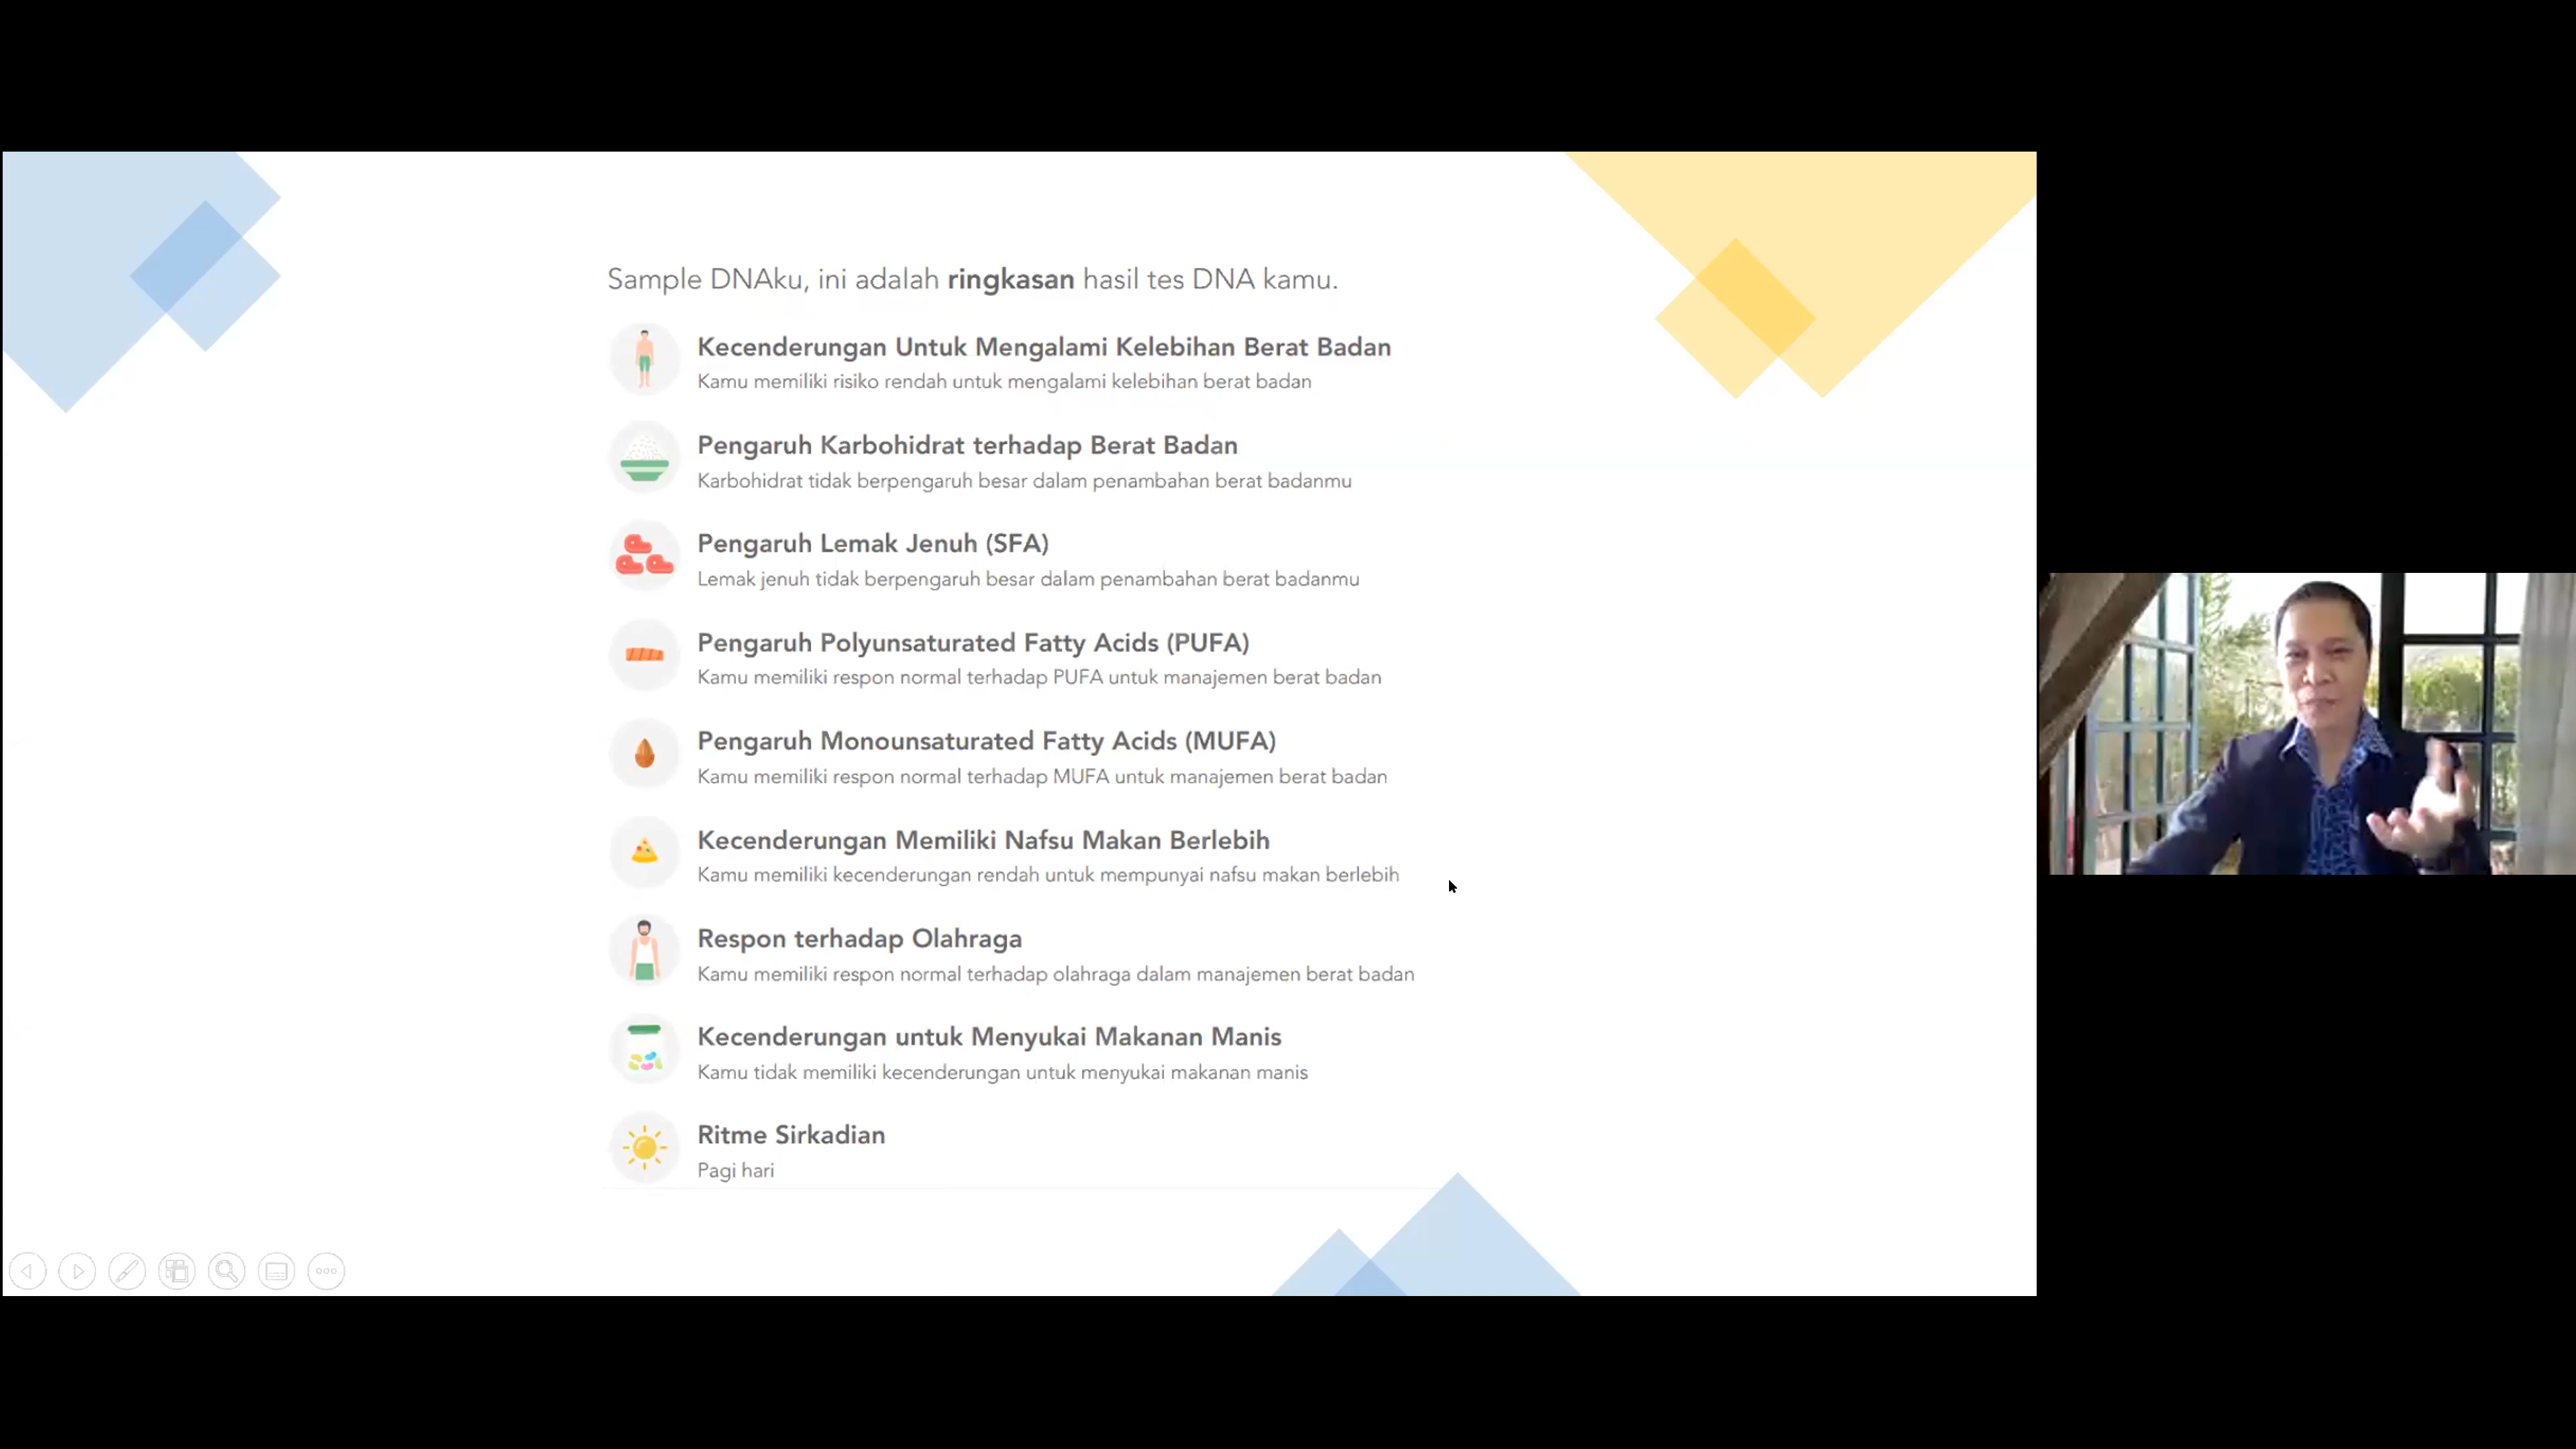 Sample DNAku, ini adalah ringkasan hasil tes DNA kamu.
Kecenderungan Untuk Mengalami Kelebihan Berat Badan
Kamu memiliki risiko rendah untuk mengalami kelebihan berat badan
Pengaruh Karbohidrat terhadap Berat Badan
Karbohidrat tidak berpengaruh besar dalam penambahan berat badanmu
Pengaruh Lemak Jenuh (SFA)
Lemak jenuh tidak berpengaruh besar dalam penambahan berat badanmu
Pengaruh Polyunsaturated Fatty Acids (PUFA)
Kamu memiliki respon normal terhadap PUFA untuk manajemen berat badan
Pengaruh Monounsaturated Fatty Acids (MUFA)
Kamu memiliki respon normal terhadap MUFA untuk manajemen berat badan
Kecenderungan Memiliki Nafsu Makan Berlebih
Kamu memiliki kecenderungan rendah untuk mempunyai nafsu makan berlebih
Respon terhadap Olahraga
Kamu memiliki respon normal terhadap olahraga dalam manajemen berat badan
Kecenderungan untuk Menyukai Makanan Manis
Kamu tidak memiliki kecenderungan untuk menyukai makanan manis
Ritme Sirkadian
Pagi hari